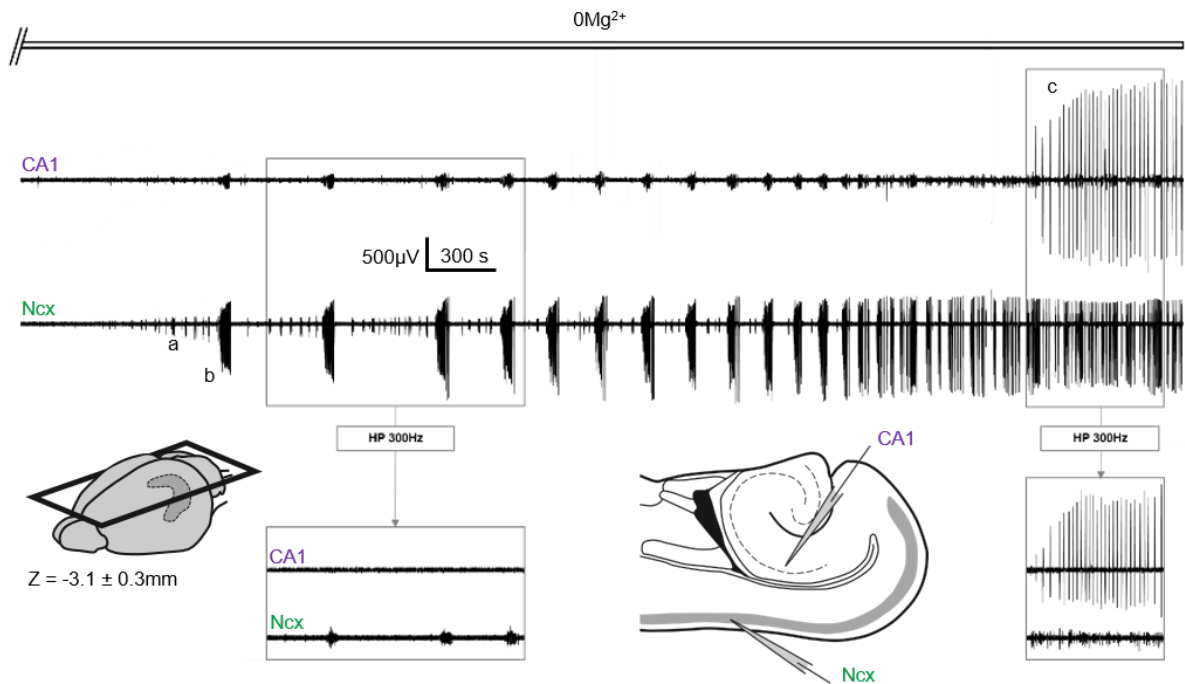 0Mg²⁺
c
CA1
500µV 300 s
Ncx
a
b
HP 300Hz
HP 300Hz
CA1
CA1
Z = -3.1 ± 0.3mm
Ncx
Ncx